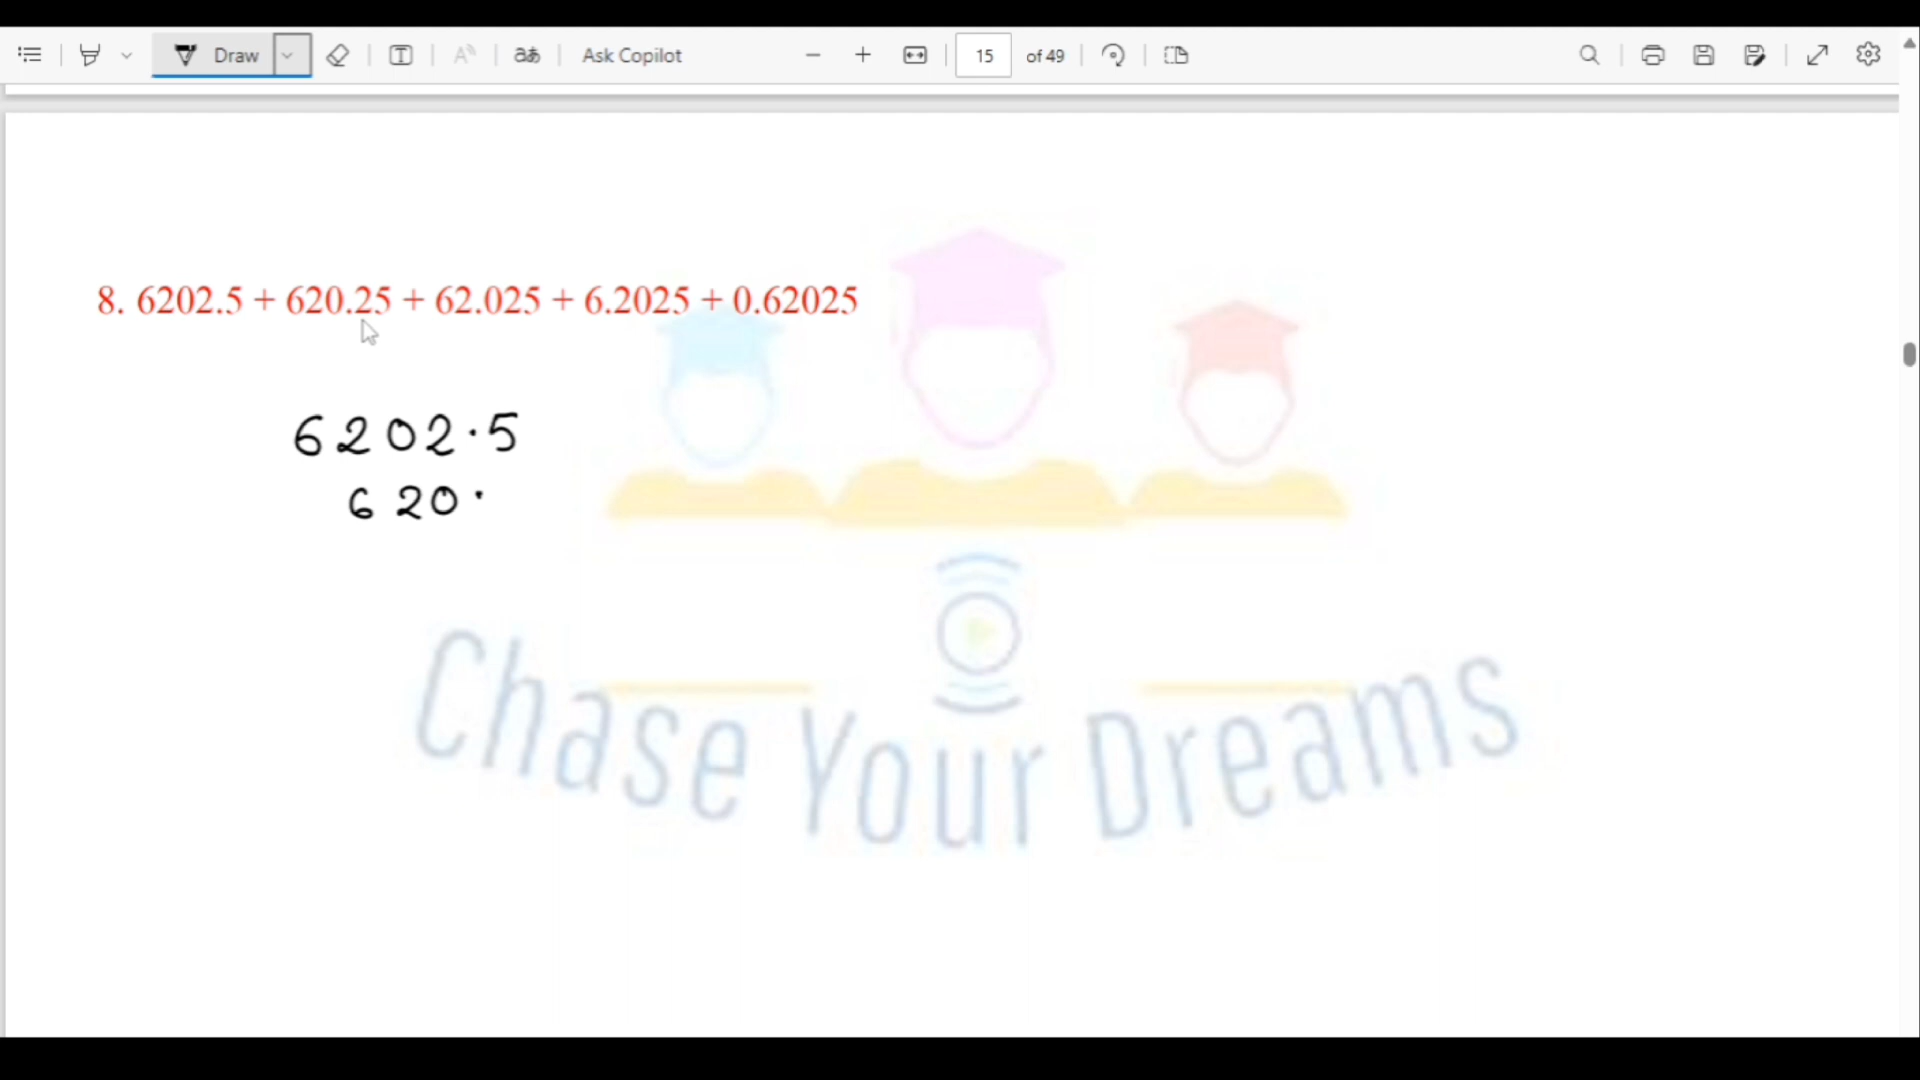 Draw Ask Copilot 15 of 49
8. 6202.5 + 620.25 + 62.025 + 6.2025 + 0.62025
6202.5
620.
Chase Your Dreams